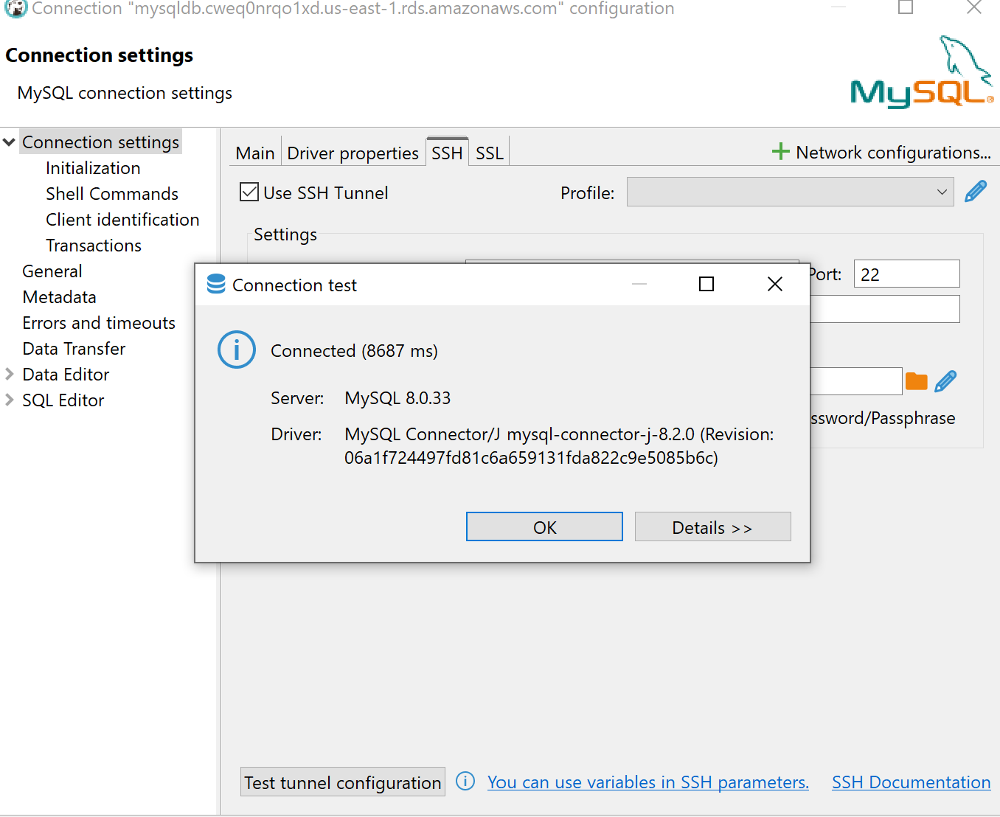 Connection "mysqldb.cweq0nrqo1xd.us-east-1.rds.amazonaws.com" configuration
Connection settings
MySQL connection settings
MySQL®
Connection settings
Initialization
Shell Commands
Client identification
Transactions
General
Metadata
Errors and timeouts
Data Transfer
Data Editor
SQL Editor
Main
Driver properties
SSH
SSL
Network configurations...
Use SSH Tunnel
Profile:
Settings
Port:
22
ssword/Passphrase
Connection test
Connected (8687 ms)
Server: MySQL 8.0.33
Driver: MySQL Connector/J mysql-connector-j-8.2.0 (Revision:
06a1f724497fd81c6a659131fda822c9e5085b6c)
OK
Details >>
Test tunnel configuration
You can use variables in SSH parameters.
SSH Documentation